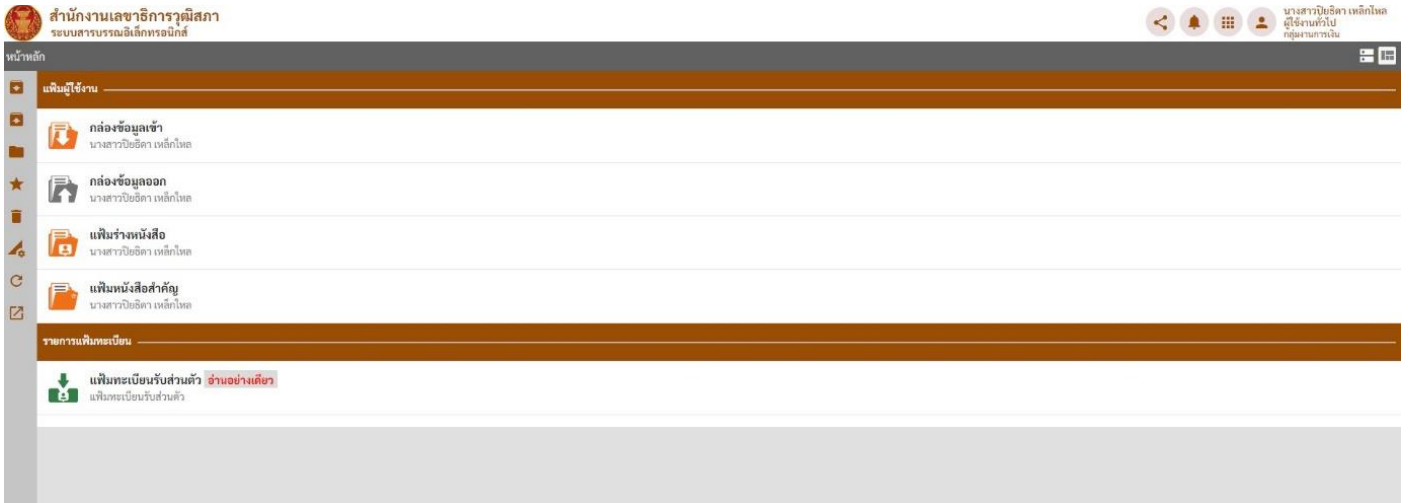 สำนักงานเลขาธิการวุฒิสภา
ระบบสารบรรณอิเล็กทรอนิกส์
นางสาวปิยธิดา เหล็กไหล
ผู้ใช้งานทั่วไป
กลุ่มงานการเงิน
หน้าหลัก
แฟ้มผู้ใช้งาน
กล่องข้อมูลเข้า
นางสาวปิยธิดา เหล็กไหล
กล่องข้อมูลออก
นางสาวปิยธิดา เหล็กไหล
แฟ้มร่างหนังสือ
นางสาวปิยธิดา เหล็กไหล
แฟ้มหนังสือสำคัญ
นางสาวปิยธิดา เหล็กไหล
รายการแฟ้มทะเบียน
แฟ้มทะเบียนรับส่วนตัว อ่านอย่างเดียว
แฟ้มทะเบียนรับส่วนตัว